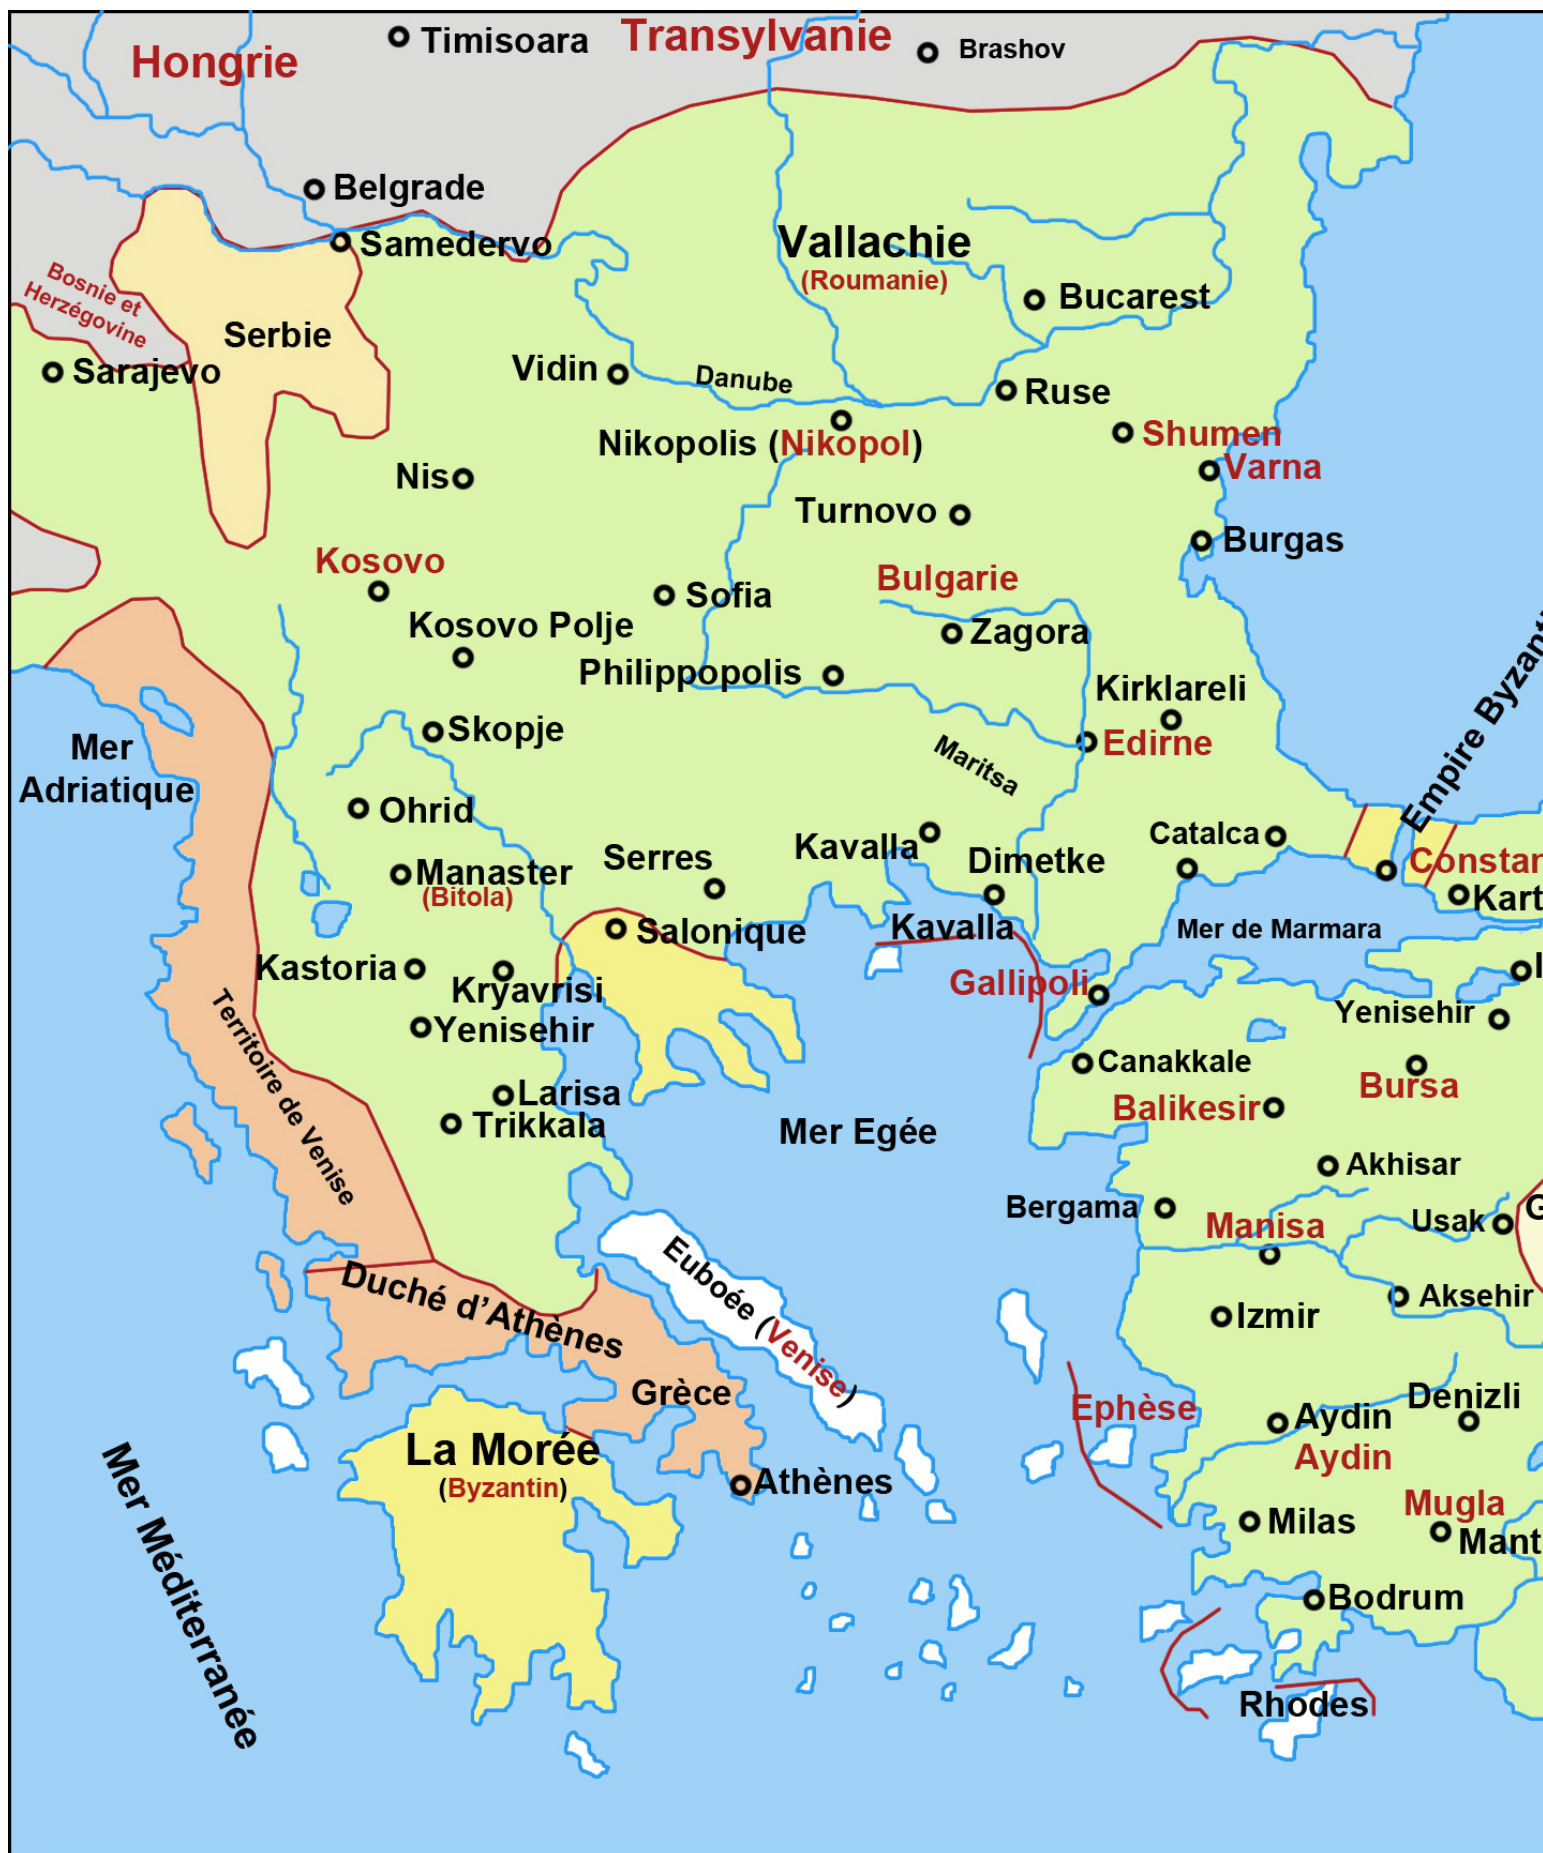 Hongrie
Timisoara
Transylvanie
Brashov
Belgrade
Samedervo
Vallachie
(Roumanie)
Bosnie et
Herzégovine
Bucarest
Serbie
Sarajevo
Vidin
Danube
Ruse
Nikopolis (Nikopol)
Shumen
Varna
Nis
Turnovo
Burgas
Kosovo
Bulgarie
Sofia
Kosovo Polje
Zagora
Philippopolis
Kirklareli
Skopje
Edirne
Mer
Adriatique
Maritsa
Empire Byzanti
Ohrid
Kavalla
Catalca
Serres
Dimetke
Constan
Manaster
(Bitola)
Kart
Salonique
Kavalla
Mer de Marmara
Kastoria
Kryavrisi
Gallipoli
I
Yenisehir
Yenisehir
Territoire de Venise
Canakkale
Bursa
Larisa
Balikesir
Trikkala
Mer Egée
Akhisar
Bergama
Manisa
Usak
G
Euboée (Venise)
Duché d’Athènes
Aksehir
Izmir
Grèce
Ephèse
Denizli
Aydin
La Morée
(Byzantin)
Aydin
Athènes
Mugla
Milas
Mant
Mer Méditerranée
Bodrum
Rhodes